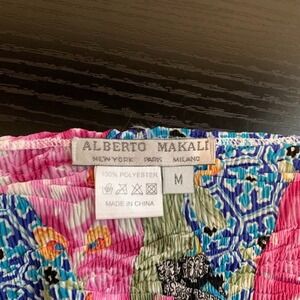 ALBERTO MAKALI
NEW YORK PARIS MILANO
100% POLYESTER
M
MADE IN CHINA